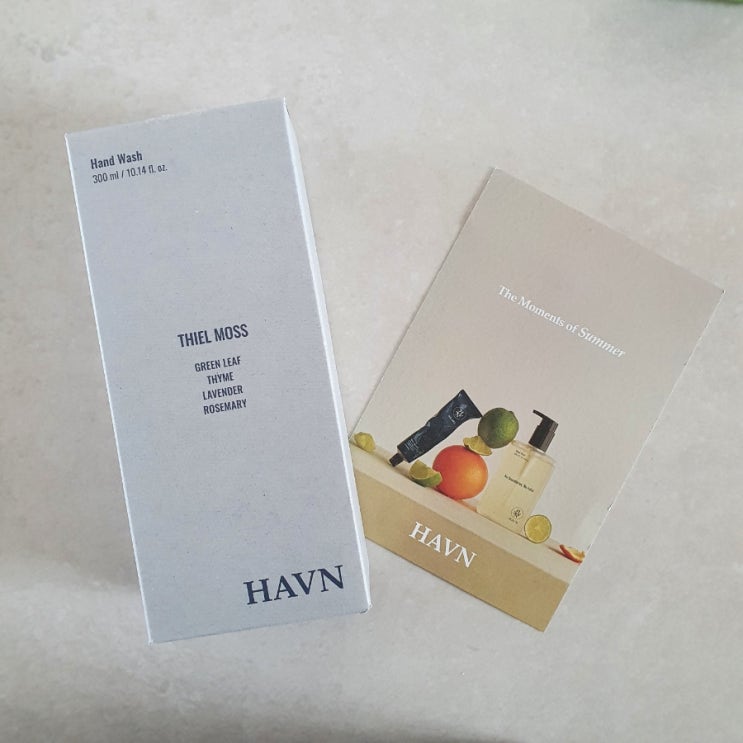 Hand Wash
300 ml / 10.14 fl. oz.
THIEL MOSS
GREEN LEAF
THYME
LAVENDER
ROSEMARY
HAVN
The Moments of Summer
HAVN